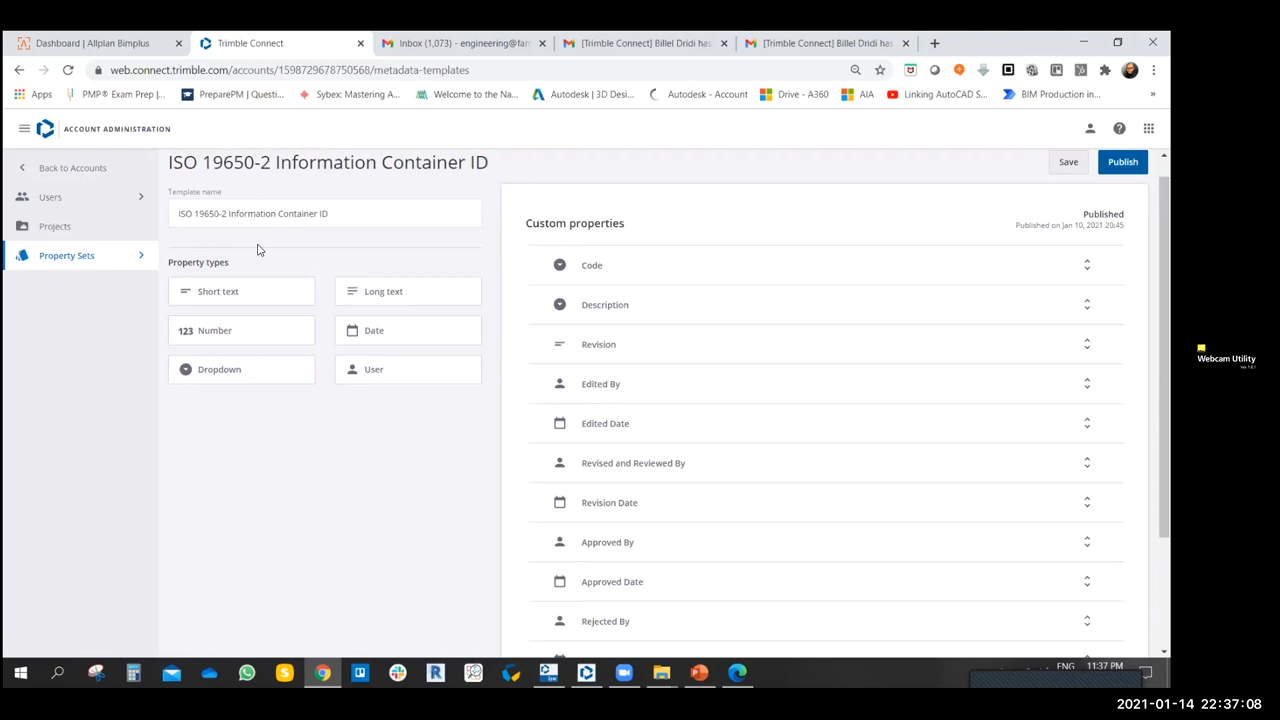 Dashboard | Allplan Bimplus
Trimble Connect
Inbox (1,073) - engineering@fam
[Trimble Connect] Billel Dridi has
[Trimble Connect] Billel Dridi has
web.connect.trimble.com/accounts/1598729678750568/metadata-templates
Apps
PMP® Exam Prep |...
PreparePM | Questi...
Sybex: Mastering A...
Welcome to the Na...
Autodesk | 3D Desi...
Autodesk - Account
Drive - A360
AIA
Linking AutoCAD S...
BIM Production in...
»
ACCOUNT ADMINISTRATION
Back to Accounts
Users
Projects
Property Sets
ISO 19650-2 Information Container ID
Save
Publish
Template name
ISO 19650-2 Information Container ID
Property types
Short text
Long text
123 Number
Date
Dropdown
User
Custom properties
Published
Published on Jan 10, 2021 20:45
Code
Description
Revision
Edited By
Edited Date
Revised and Reviewed By
Revision Date
Approved By
Approved Date
Rejected By
Webcam Utility
ENG
11:37 PM
2021-01-14 22:37:08